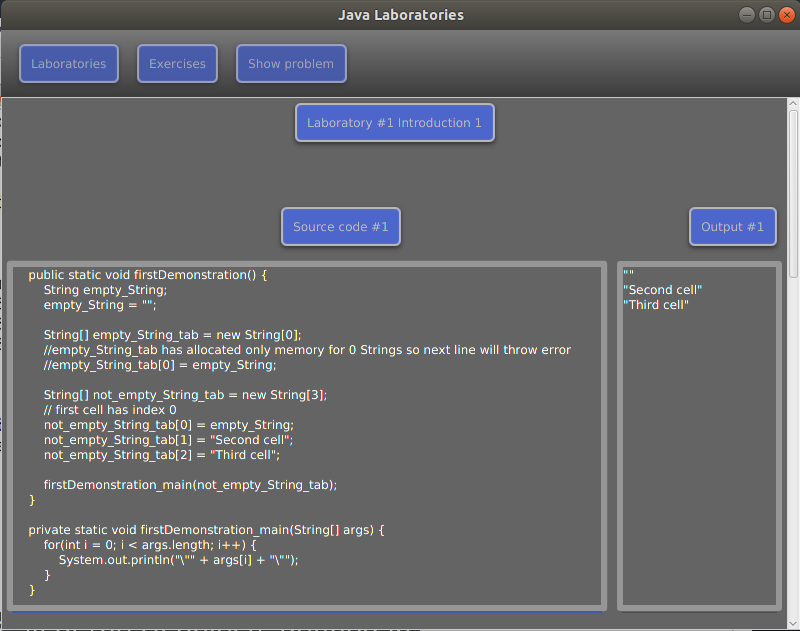 Java Laboratories
Laboratories
Exercises
Show problem
Laboratory #1 Introduction 1
Source code #1
Output #1
public static void firstDemonstration() {
    String empty_String;
    empty_String = "";

    String[] empty_String_tab = new String[0];
    //empty_String_tab has allocated only memory for 0 Strings so next line will throw error
    //empty_String_tab[0] = empty_String;

    String[] not_empty_String_tab = new String[3];
    // first cell has index 0
    not_empty_String_tab[0] = empty_String;
    not_empty_String_tab[1] = "Second cell";
    not_empty_String_tab[2] = "Third cell";

    firstDemonstration_main(not_empty_String_tab);
}

private static void firstDemonstration_main(String[] args) {
    for(int i = 0; i < args.length; i++) {
        System.out.println("\"" + args[i] + "\"");
    }
}
""
"Second cell"
"Third cell"